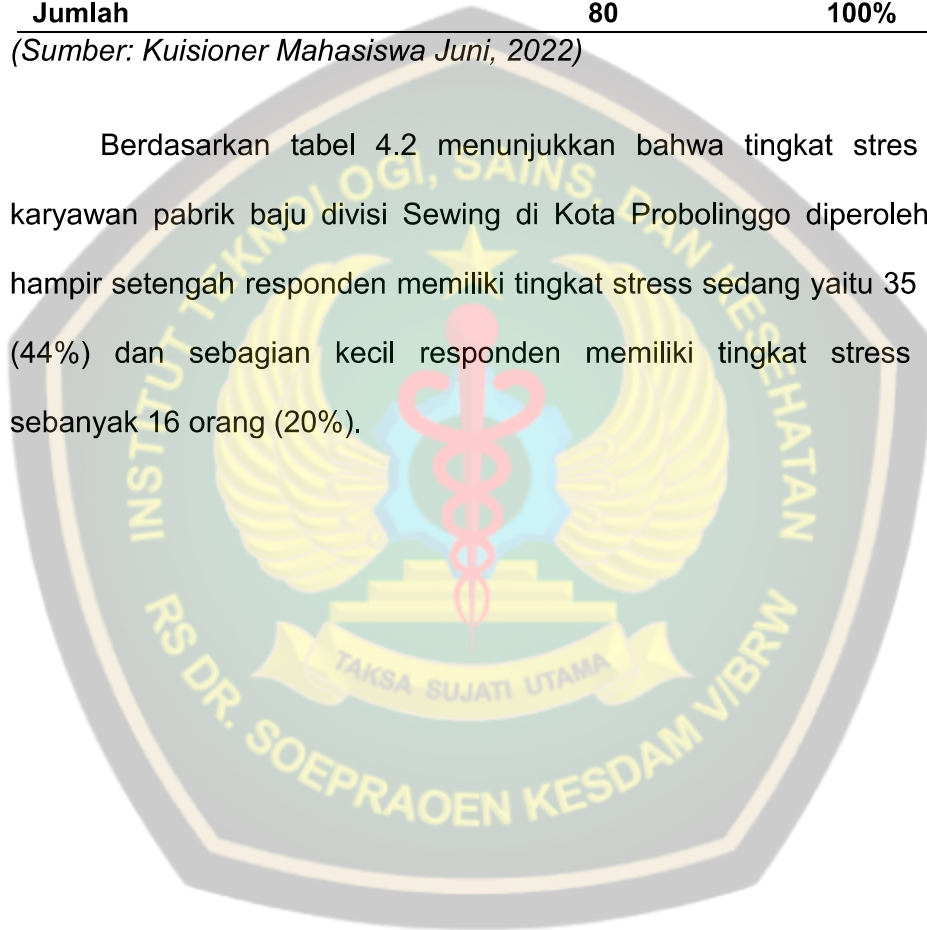 Jumlah 80 100%
(Sumber: Kuisioner Mahasiswa Juni, 2022)
Berdasarkan tabel 4.2 menunjukkan bahwa tingkat stres
karyawan pabrik baju divisi Sewing di Kota Probolinggo diperoleh
hampir setengah responden memiliki tingkat stress sedang yaitu 35
(44%) dan sebagian kecil responden memiliki tingkat stress
sebanyak 16 orang (20%).
INSTITUT TEKNOLOGI, SAINS, DAN KESEHATAN
TAKSA SUJATI UTAMA
RS DR. SOEPRAOEN KESDAM V/BRW